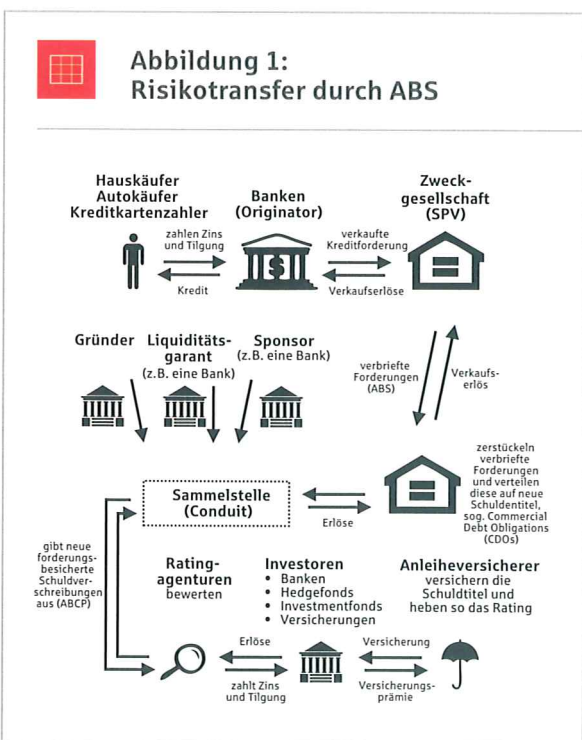 Abbildung 1:
Risikotransfer durch ABS
Hauskäufer
Autokäufer
Kreditkartenzahler
Banken
(Originator)
Zweck-
gesellschaft
(SPV)
zahlen Zins
und Tilgung
Kredit
$
verkaufte
Kreditforderung
Verkaufserlöse
Gründer
Liquiditäts-
garant
(z.B. eine Bank)
Sponsor
(z.B. eine Bank)
verbriefte
Forderungen
(ABS)
Verkaufs-
erlös
Sammelstelle
(Conduit)
Erlöse
zerstückeln
verbriefte
Forderungen
und verteilen
diese auf neue
Schuldentitel,
sog. Commercial
Debt Obligations
(CDOs)
gibt neue
forderungs-
besicherte
Schuldver-
schreibungen
aus (ABCP)
Rating-
agenturen
bewerten
Investoren
• Banken
• Hedgefonds
• Investmentfonds
• Versicherungen
Anleiheversicherer
versichern die
Schuldtitel und
heben so das Rating
Erlöse
zahlt Zins
und Tilgung
Versicherung
Versicherungs-
prämie